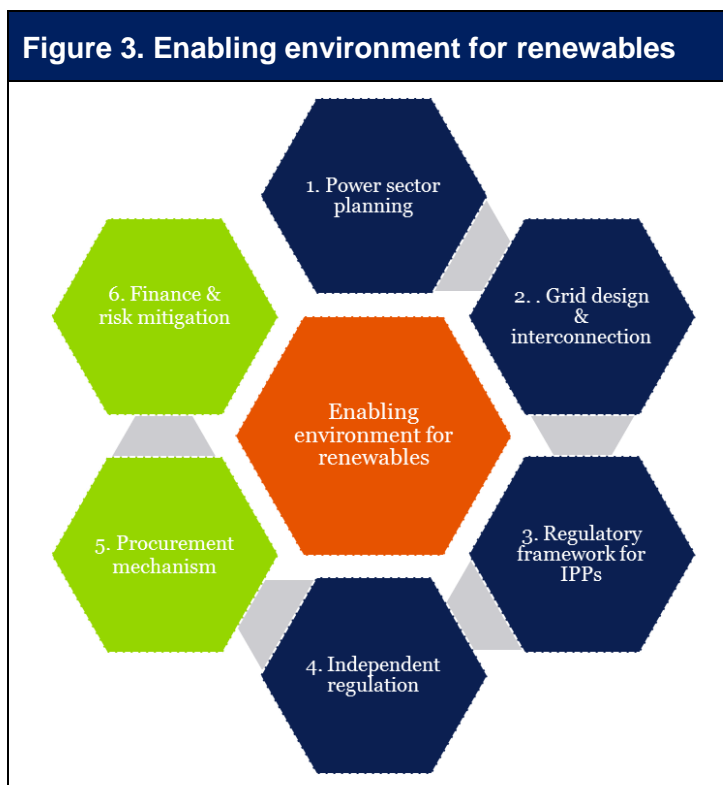 Figure 3. Enabling environment for renewables
1. Power sector
planning
2. . Grid design
&
interconnection
3. Regulatory
framework for
IPPs
4. Independent
regulation
5. Procurement
mechanism
6. Finance &
risk mitigation
Enabling
environment for
renewables